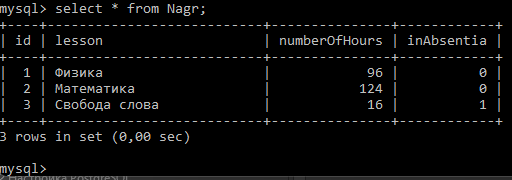 mysql> select * from Nagr;
+----+---------------+---------------+------------+
| id | lesson | numberOfHours | inAbsentia |
+----+---------------+---------------+------------+
| 1 | Физика | 96 | 0 |
| 2 | Математика | 124 | 0 |
| 3 | Свобода слова | 16 | 1 |
+----+---------------+---------------+------------+
3 rows in set (0,00 sec)
mysql>